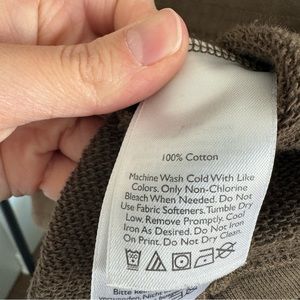 100% Cotton
Machine Wash Cold With Like
Colors. Only Non-Chlorine
Bleach When Needed. Do Not
Use Fabric Softeners. Tumble Dry
Low. Remove Promptly. Cool
Iron As Desired. Do Not Iron
On Print. Do Not Dry Clean.
Bitte